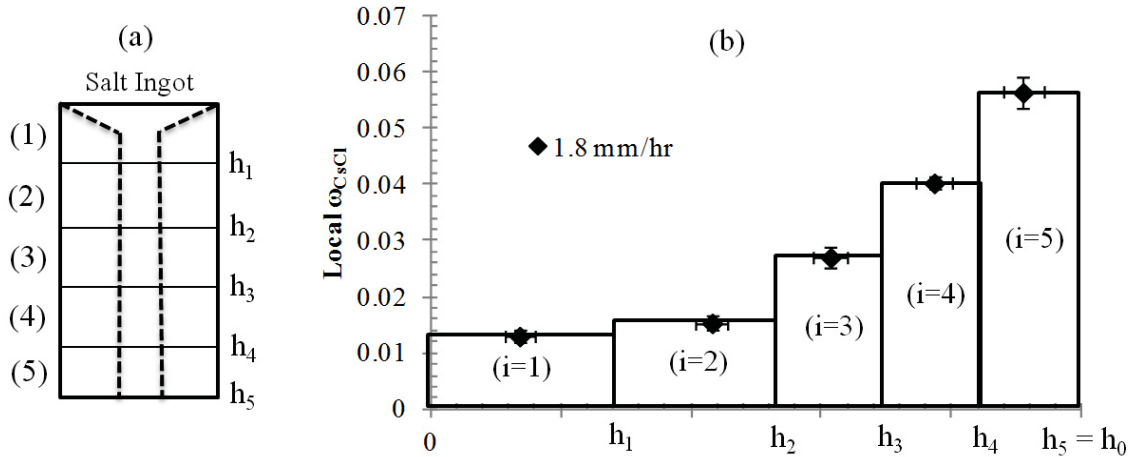 (a)
Salt Ingot
(1)
h₁
(2)
h₂
(3)
h₃
(4)
h₄
(5)
h₅
(b)
Local ω_CsCl
0.07
0.06
0.05
0.04
0.03
0.02
0.01
0
1.8 mm/hr
(i=1)
(i=2)
(i=3)
(i=4)
(i=5)
0 h₁ h₂ h₃ h₄ h₅ = h₀